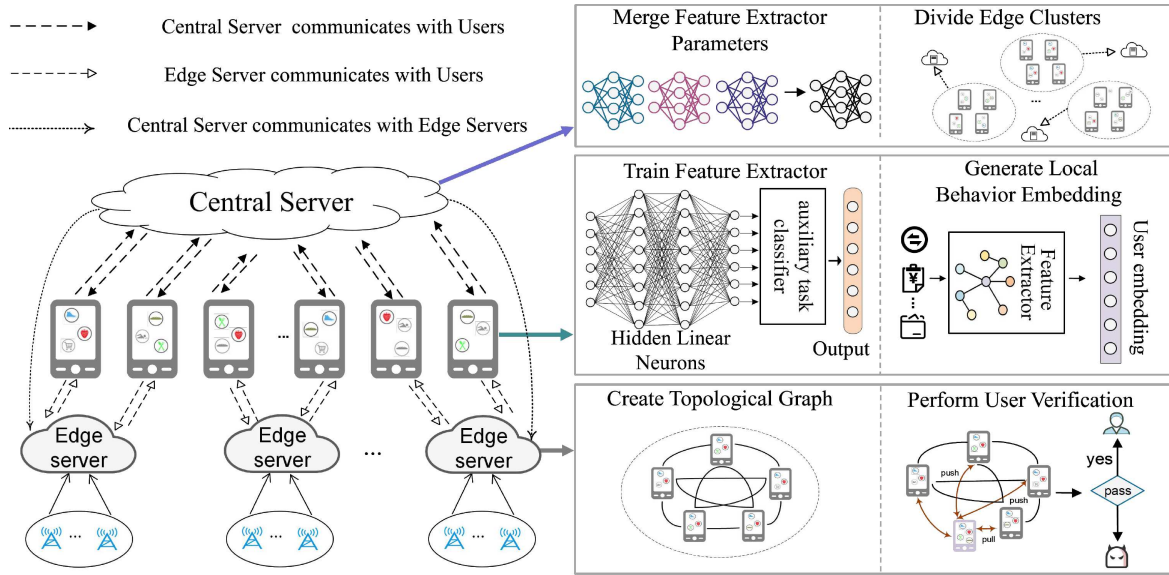 Central Server communicates with Users
Edge Server communicates with Users
Central Server communicates with Edge Servers
Central Server
...
Edge
server
Edge
server
...
Edge
server
...
...
...
Merge Feature Extractor
Parameters
Divide Edge Clusters
...
Train Feature Extractor
auxiliary task
classifier
Hidden Linear
Neurons
Output
Generate Local
Behavior Embedding
¥
...
Feature
Extractor
User embedding
Create Topological Graph
Perform User Verification
push
push
pull
yes
pass